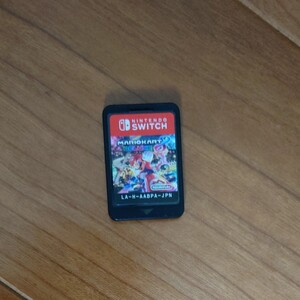 NINTENDO
SWITCH
MARIOKART
LA-H-AABPA-JPN